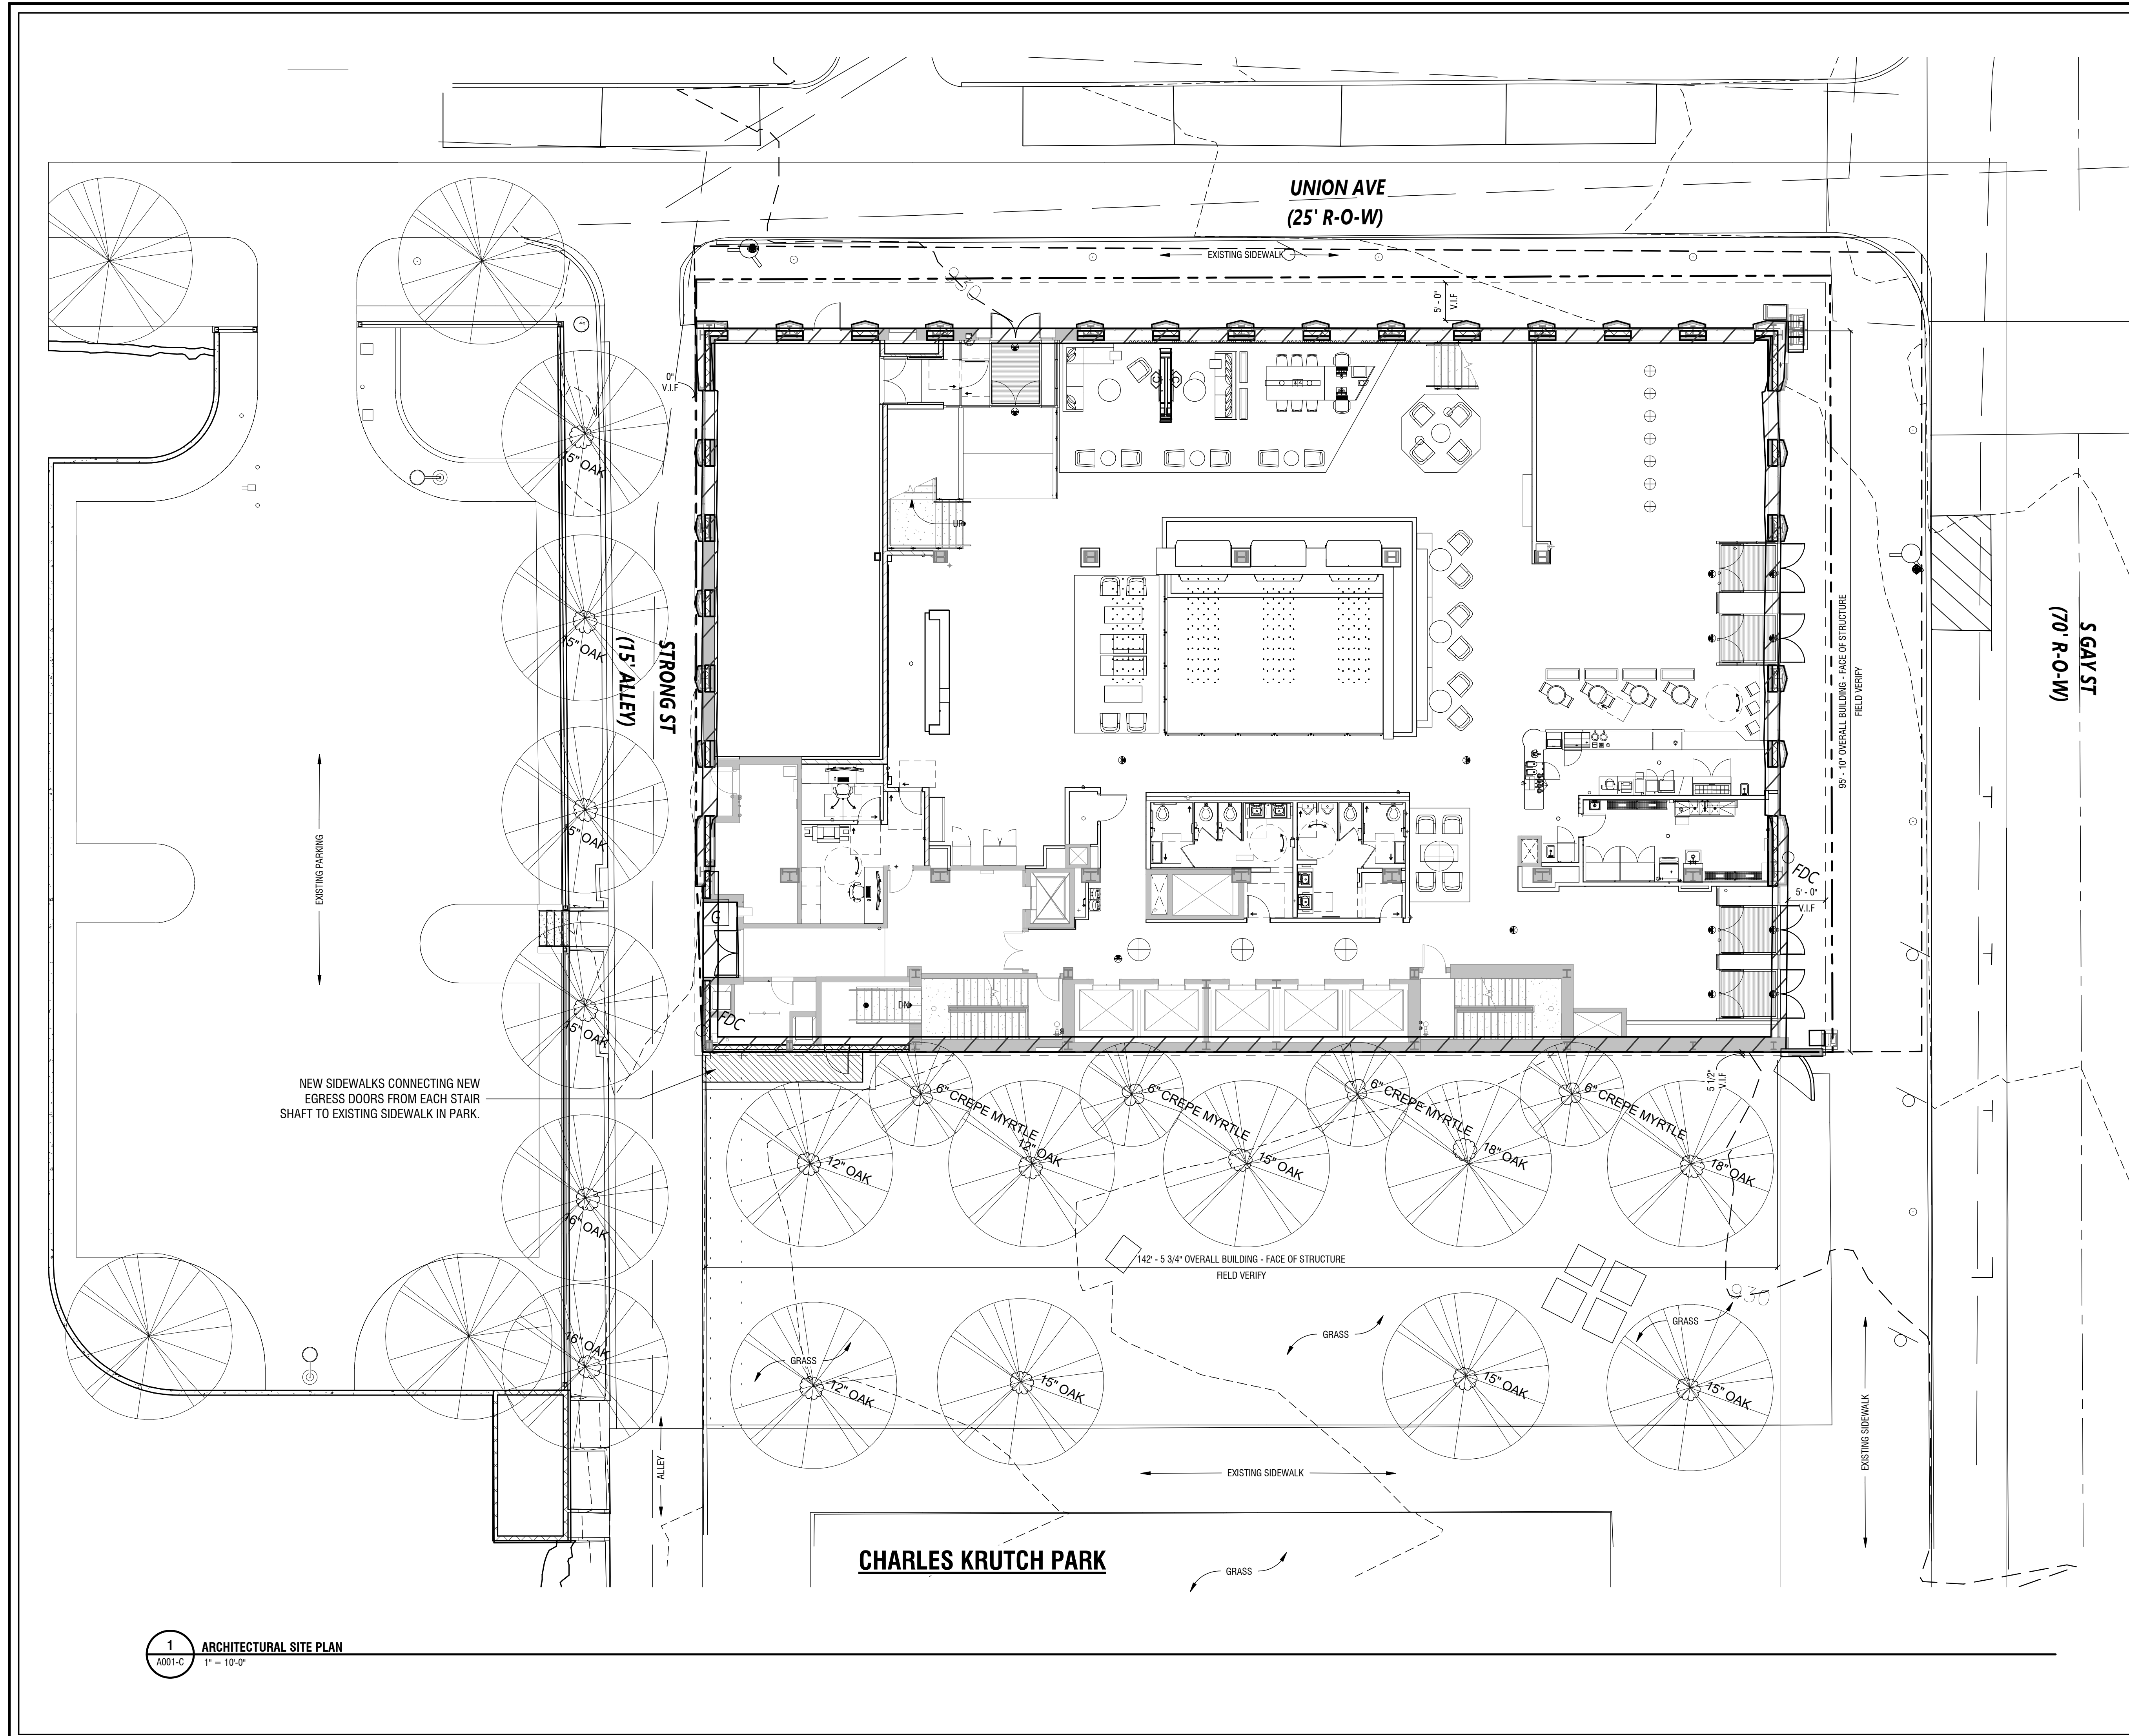 UNION AVE
(25' R-O-W)
EXISTING SIDEWALK
5' - 0"
V.I.F
0"
V.I.F
15" OAK
UP
15" OAK
STRONG ST
(15' ALLEY)
95' - 10" OVERALL BUILDING - FACE OF STRUCTURE
FIELD VERIFY
S GAY ST
(70' R-O-W)
15" OAK
EXISTING PARKING
FDC
5' - 0"
V.I.F
G
DN
15" OAK
FDC
NEW SIDEWALKS CONNECTING NEW
EGRESS DOORS FROM EACH STAIR
SHAFT TO EXISTING SIDEWALK IN PARK.
5 1/2"
V.I.F
6" CREPE MYRTLE
6" CREPE MYRTLE
6" CREPE MYRTLE
6" CREPE MYRTLE
12" OAK
12" OAK
15" OAK
18" OAK
18" OAK
16" OAK
142' - 5 3/4" OVERALL BUILDING - FACE OF STRUCTURE
FIELD VERIFY
930
16" OAK
GRASS
GRASS
GRASS
12" OAK
15" OAK
15" OAK
15" OAK
EXISTING SIDEWALK
ALLEY
EXISTING SIDEWALK
CHARLES KRUTCH PARK
GRASS
1
A001-C
ARCHITECTURAL SITE PLAN
1" = 10'-0"